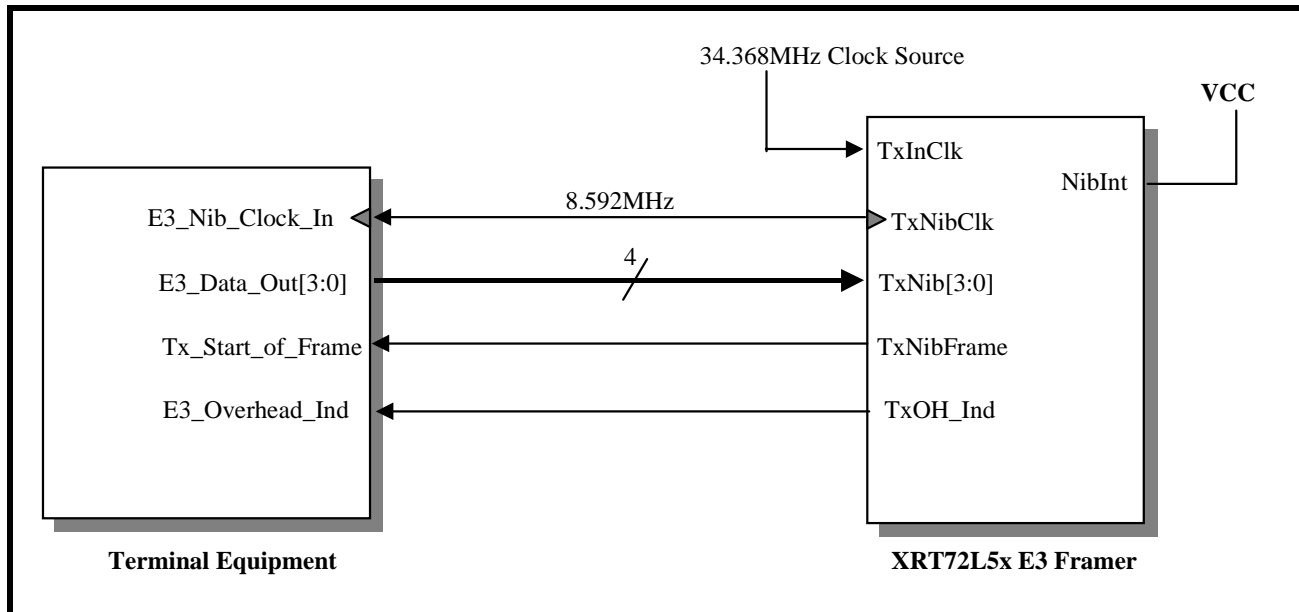 34.368MHz Clock Source
VCC
TxInClk
NibInt
E3_Nib_Clock_In
8.592MHz
TxNibClk
E3_Data_Out[3:0]
4
TxNib[3:0]
Tx_Start_of_Frame
TxNibFrame
E3_Overhead_Ind
TxOH_Ind
Terminal Equipment
XRT72L5x E3 Framer